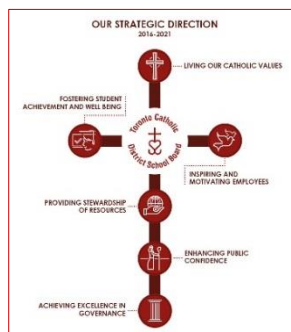 OUR STRATEGIC DIRECTION
2016-2021
LIVING OUR CATHOLIC VALUES
FOSTERING STUDENT
ACHIEVEMENT AND WELL BEING
Toronto Catholic
District School Board
INSPIRING AND
MOTIVATING EMPLOYEES
PROVIDING STEWARDSHIP
OF RESOURCES
ENHANCING PUBLIC
CONFIDENCE
ACHIEVING EXCELLENCE IN
GOVERNANCE